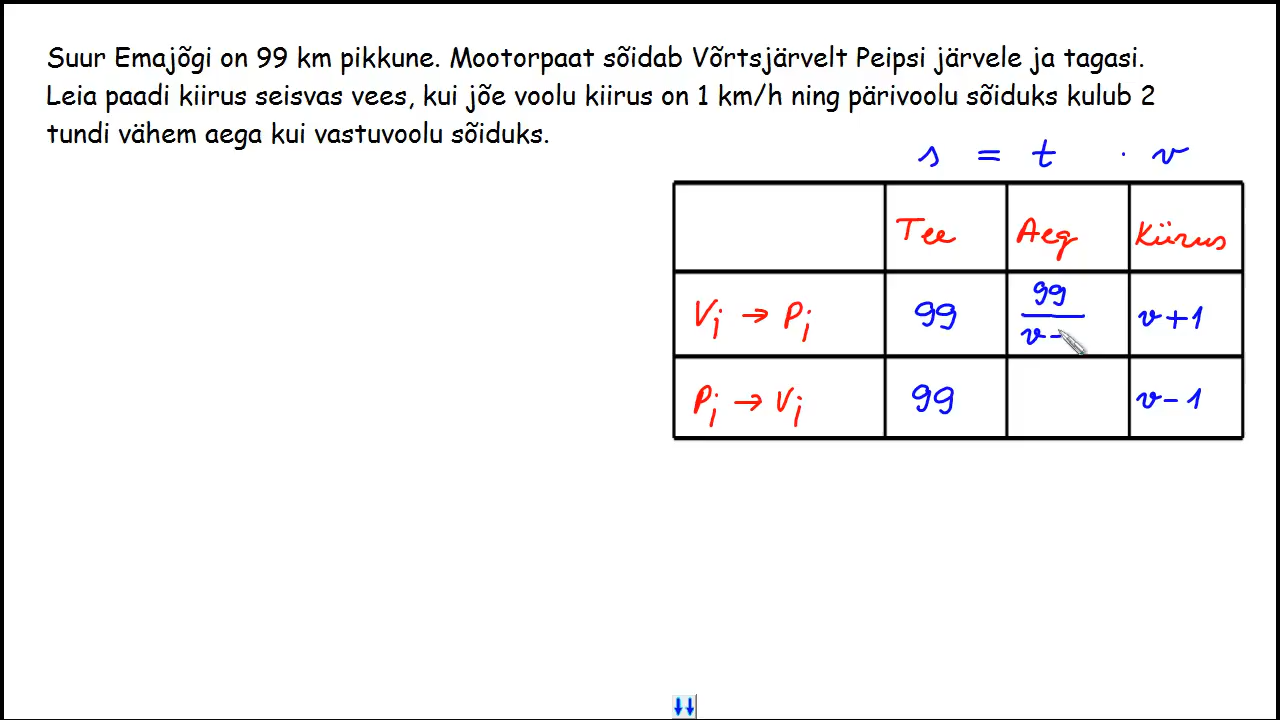 Suur Emajõgi on 99 km pikkune. Mootorpaat sõidab Võrtsjärvelt Peipsi järvele ja tagasi.
Leia paadi kiirus seisvas vees, kui jõe voolu kiirus on 1 km/h ning pärivoolu sõiduks kulub 2
tundi vähem aega kui vastuvoolu sõiduks.
s = t · v
Tee Aeg Kiirus
Vj → Pj 99 99/v- v+1
Pj → Vj 99 v-1